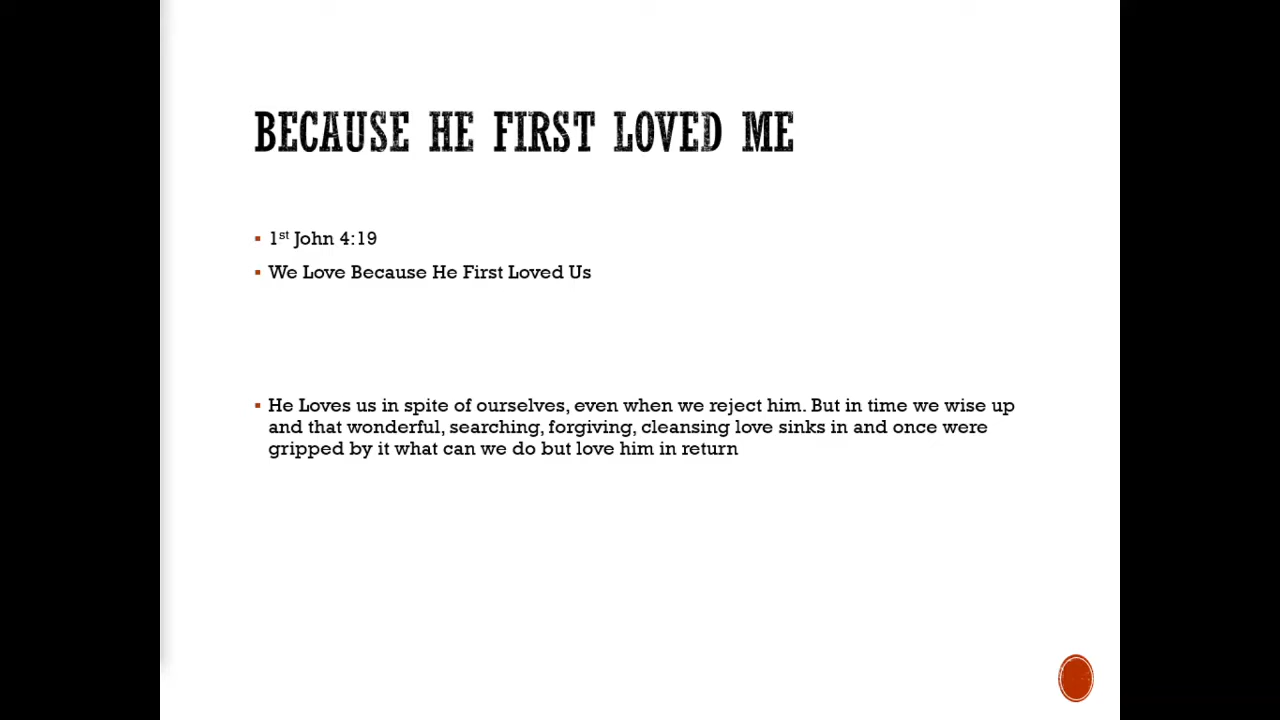 BECAUSE HE FIRST LOVED ME
1st John 4:19
We Love Because He First Loved Us
He Loves us in spite of ourselves, even when we reject him. But in time we wise up
and that wonderful, searching, forgiving, cleansing love sinks in and once were
gripped by it what can we do but love him in return